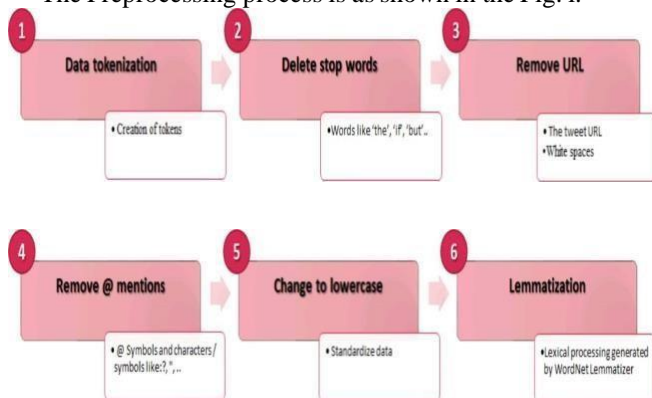 The Preprocessing process is as shown in the Fig.
1
2
3
Data tokenization
Delete stop words
Remove URL
• Creation of tokens
•Words like 'the', 'if', 'but'..
• The tweet URL
•White spaces
4
5
6
Remove @ mentions
Change to lowercase
Lemmatization
• @ Symbols and characters/
symbols like:?, *, ..
• Standardize data
•Lexical processing generated
by WordNet Lemmatizer